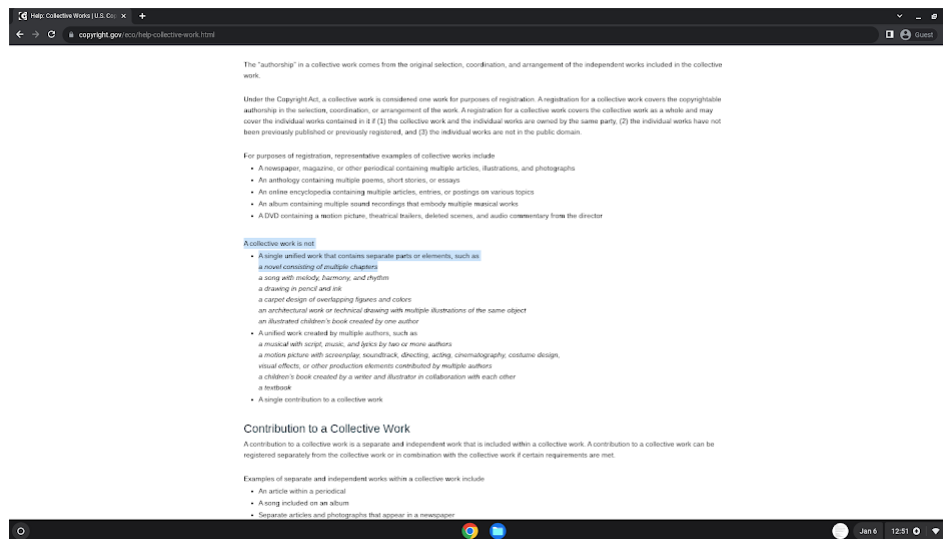 Help: Collective Works | U.S. Co
copyright.gov/eco/help-collective-work.html
Guest
The "authorship" in a collective work comes from the original selection, coordination, and arrangement of the independent works included in the collective
work.
Under the Copyright Act, a collective work is considered one work for purposes of registration. A registration for a collective work covers the copyrightable
authorship in the selection, coordination, or arrangement of the work. A registration for a collective work covers the collective work as a whole and may
cover the individual works contained in it if (1) the collective work and the individual works are owned by the same party, (2) the individual works have not
been previously published or previously registered, and (3) the individual works are not in the public domain.
For purposes of registration, representative examples of collective works include
• A newspaper, magazine, or other periodical containing multiple articles, illustrations, and photographs
• An anthology containing multiple poems, short stories, or essays
• An online encyclopedia containing multiple articles, entries, or postings on various topics
• An album containing multiple sound recordings that embody multiple musical works
• A DVD containing a motion picture, theatrical trailers, deleted scenes, and audio commentary from the director
A collective work is not
• A single unified work that contains separate parts or elements, such as
a novel consisting of multiple chapters
a song with melody, harmony, and rhythm
a drawing in pencil and ink
a carpet design of overlapping figures and colors
an architectural work or technical drawing with multiple illustrations of the same object
an illustrated children's book created by one author
• A unified work created by multiple authors, such as
a musical with script, music, and lyrics by two or more authors
a motion picture with screenplay, soundtrack, directing, acting, cinematography, costume design,
visual effects, or other production elements contributed by multiple authors
a children's book created by a writer and illustrator in collaboration with each other
a textbook
• A single contribution to a collective work
Contribution to a Collective Work
A contribution to a collective work is a separate and independent work that is included within a collective work. A contribution to a collective work can be
registered separately from the collective work or in combination with the collective work if certain requirements are met.
Examples of separate and independent works within a collective work include
• An article within a periodical
• A song included on an album
• Separate articles and photographs that appear in a newspaper
Jan 6 12:51